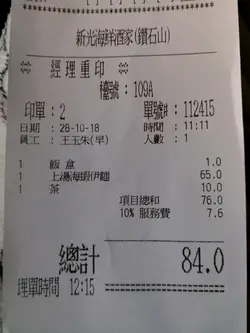 新光海鮮酒家(鑽石山)
※※※※※※※※※※※※※※
※ 經理重印 ※
檯號：109A
印單：2 單號#：112415
日期：28-10-18 時間：11:11
員工：王玉朱(早) 人數：1
1 飯盒 1.0
1 上湯海蝦伊麵 65.0
1 茶 10.0
項目總和 76.0
10% 服務費 7.6
總計 84.0
埋單時間 12:15 ================